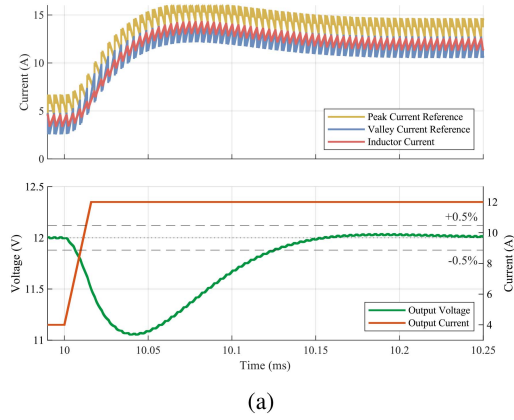 15
10
5
0
Current (A)
Peak Current Reference
Valley Current Reference
Inductor Current
12.5
12
11.5
11
Voltage (V)
12
10
8
6
4
Current (A)
+0.5%
-0.5%
Output Voltage
Output Current
10
10.05
10.1
10.15
10.2
10.25
Time (ms)
(a)